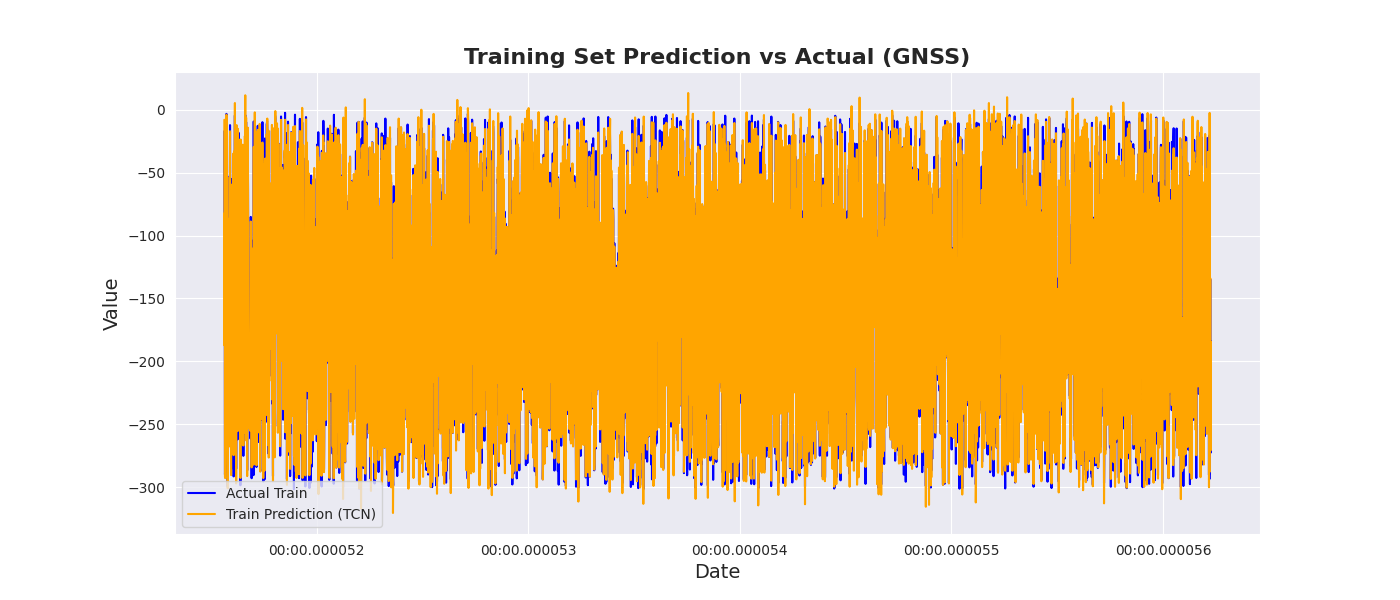 Training Set Prediction vs Actual (GNSS)
Value
0
−50
−100
−150
−200
−250
−300
Actual Train
Train Prediction (TCN)
00:00.000052
00:00.000053
00:00.000054
00:00.000055
00:00.000056
Date